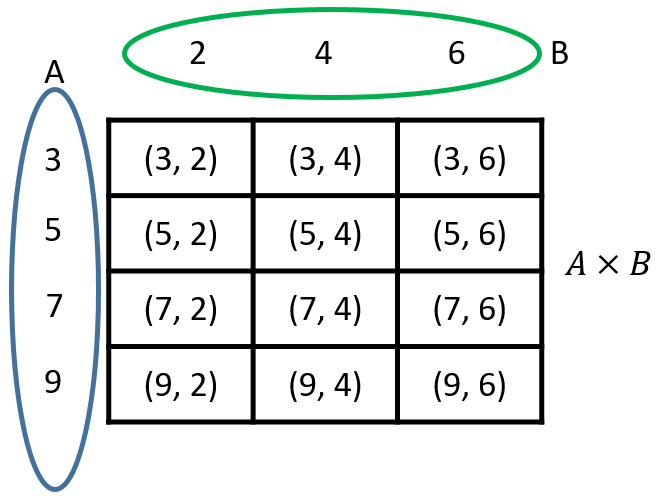 2 4 6 B
A
3 (3, 2) (3, 4) (3, 6)
5 (5, 2) (5, 4) (5, 6)
A × B
7 (7, 2) (7, 4) (7, 6)
9 (9, 2) (9, 4) (9, 6)